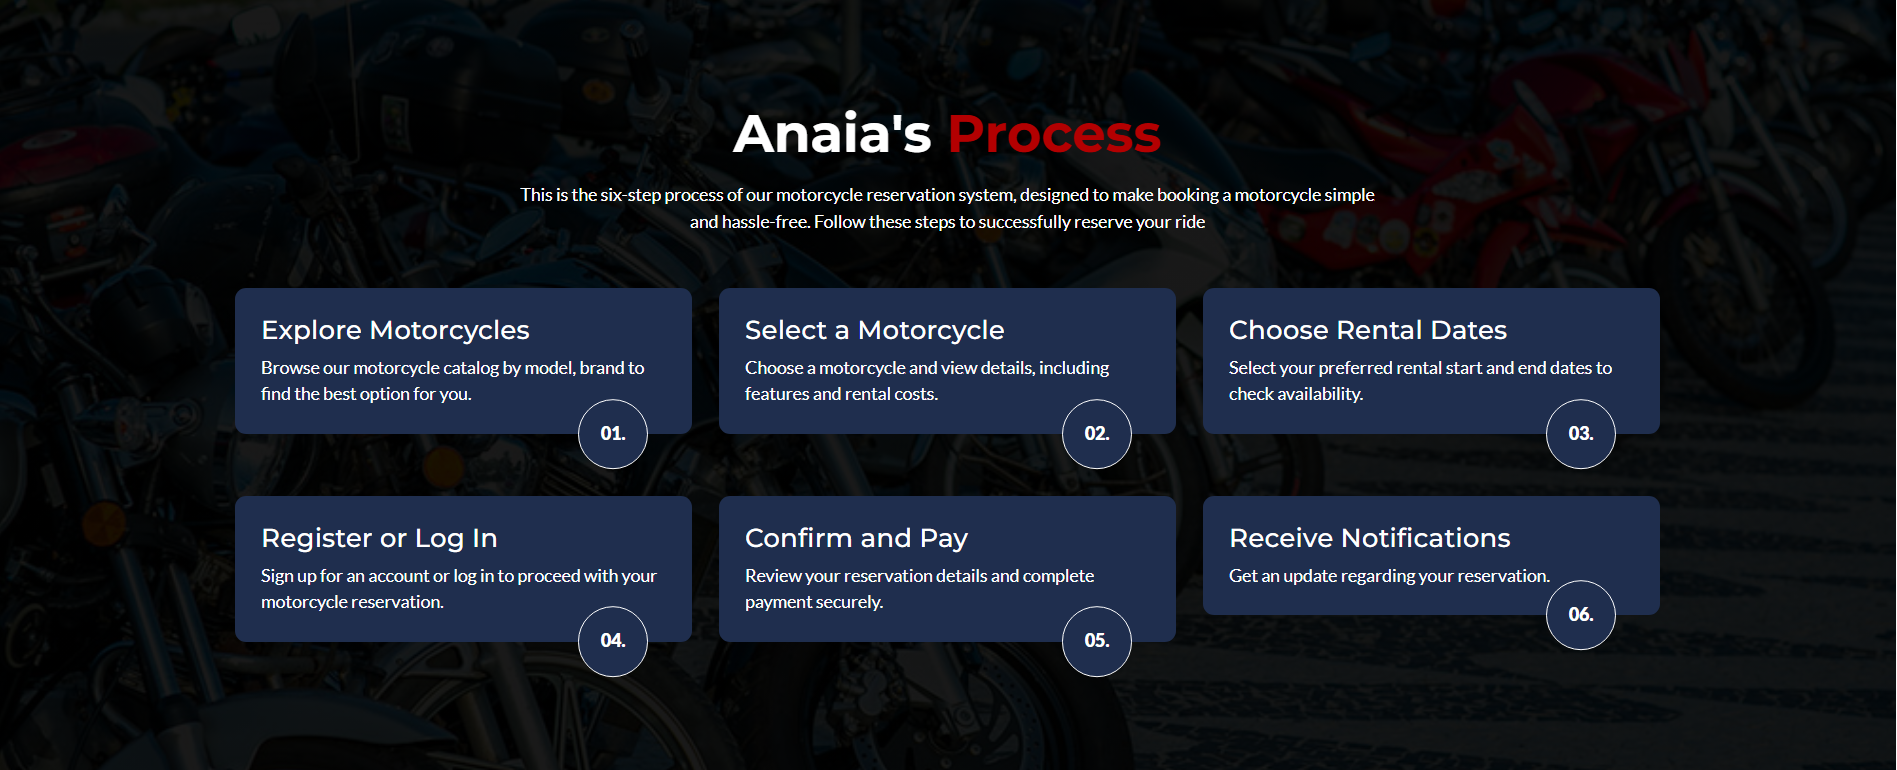 Anaia's Process
This is the six-step process of our motorcycle reservation system, designed to make booking a motorcycle simple
and hassle-free. Follow these steps to successfully reserve your ride
Explore Motorcycles
Browse our motorcycle catalog by model, brand to
find the best option for you.
01.
Select a Motorcycle
Choose a motorcycle and view details, including
features and rental costs.
02.
Choose Rental Dates
Select your preferred rental start and end dates to
check availability.
03.
Register or Log In
Sign up for an account or log in to proceed with your
motorcycle reservation.
04.
Confirm and Pay
Review your reservation details and complete
payment securely.
05.
Receive Notifications
Get an update regarding your reservation.
06.